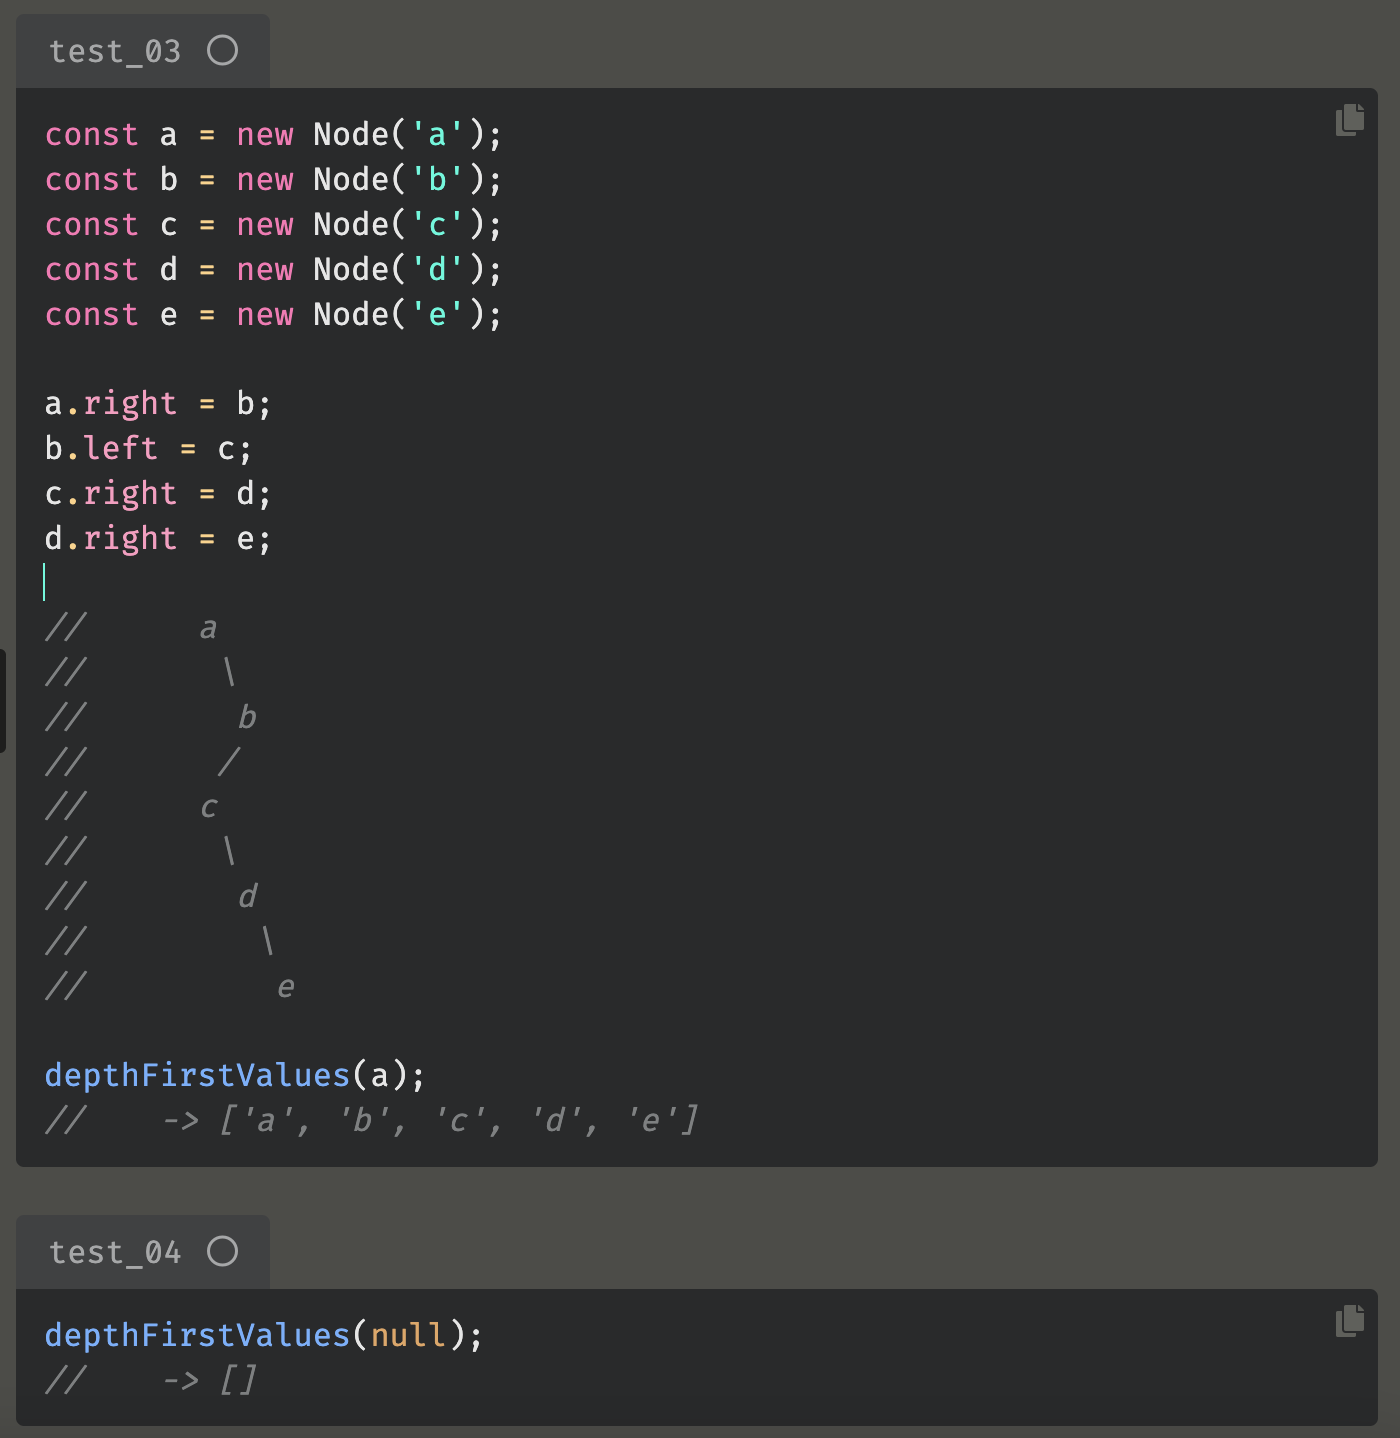 test_03
const a = new Node('a');
const b = new Node('b');
const c = new Node('c');
const d = new Node('d');
const e = new Node('e');
a.right = b;
b.left = c;
c.right = d;
d.right = e;
//      a
//       \
//        b
//       /
//      c
//       \
//        d
//         \
//          e
depthFirstValues(a);
//    -> ['a', 'b', 'c', 'd', 'e']
test_04
depthFirstValues(null);
//    -> []